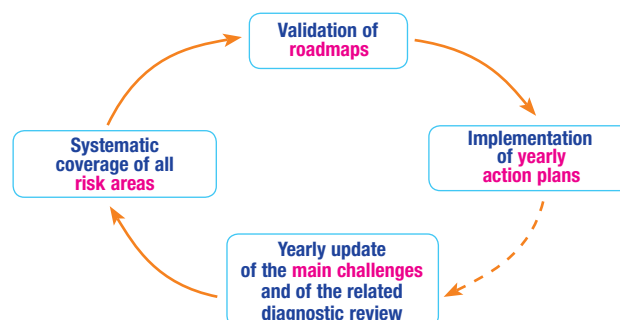 Validation of
roadmaps
Implementation
of yearly
action plans
Yearly update
of the main challenges
and of the related
diagnostic review
Systematic
coverage of all
risk areas